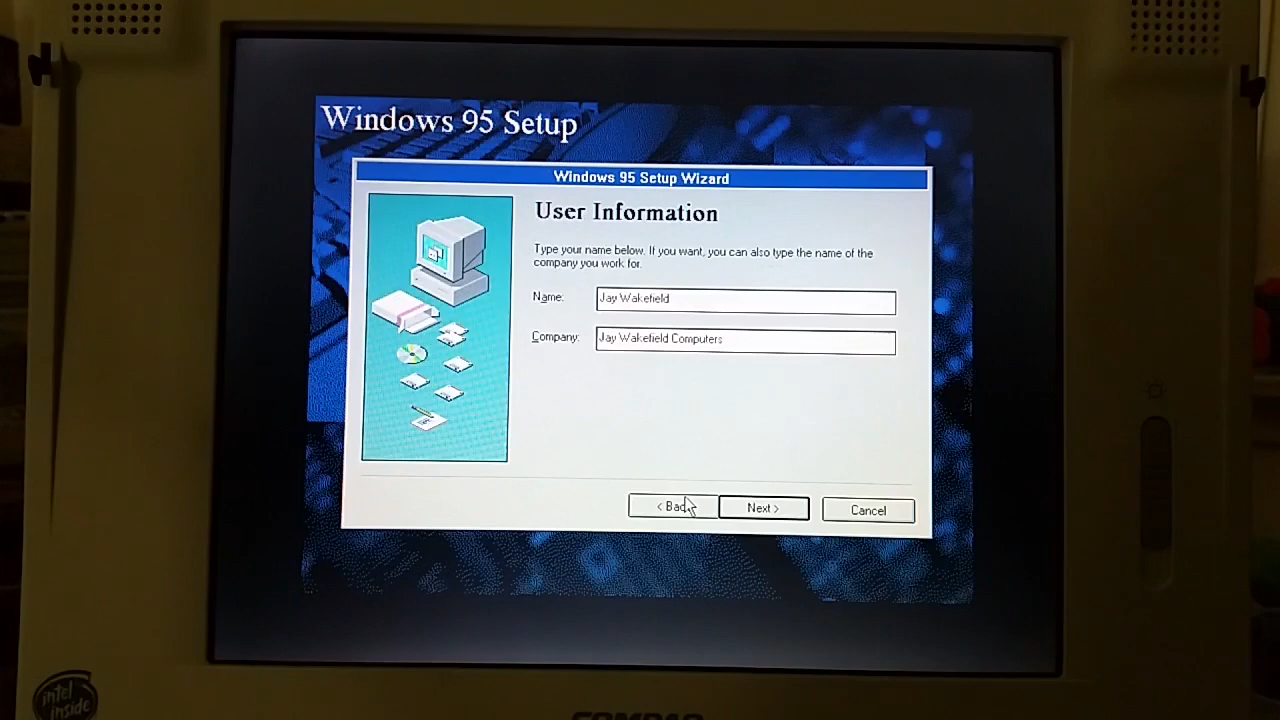 Windows 95 Setup
Windows 95 Setup Wizard
User Information
Type your name below. If you want, you can also type the name of the
company you work for.
Name: Jay Wakefield
Company: Jay Wakefield Computers
< Back
Next >
Cancel
intel
inside
COMPAQ